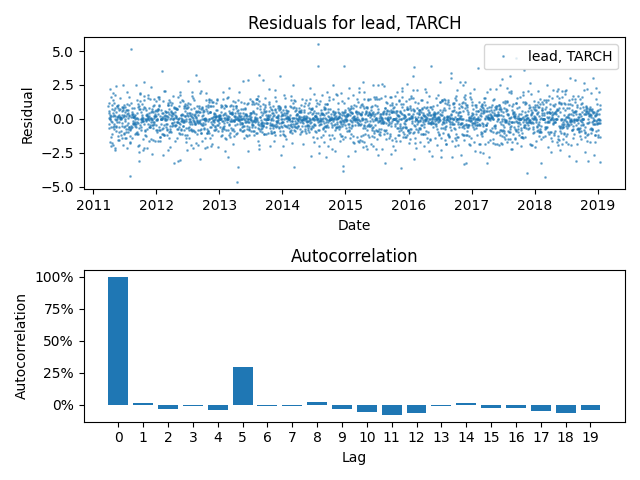 Residuals for lead, TARCH
5.0
2.5
0.0
−2.5
−5.0
Residual
lead, TARCH
2011 2012 2013 2014 2015 2016 2017 2018 2019
Date
Autocorrelation
100%
75%
50%
25%
0%
Autocorrelation
0 1 2 3 4 5 6 7 8 9 10 11 12 13 14 15 16 17 18 19
Lag